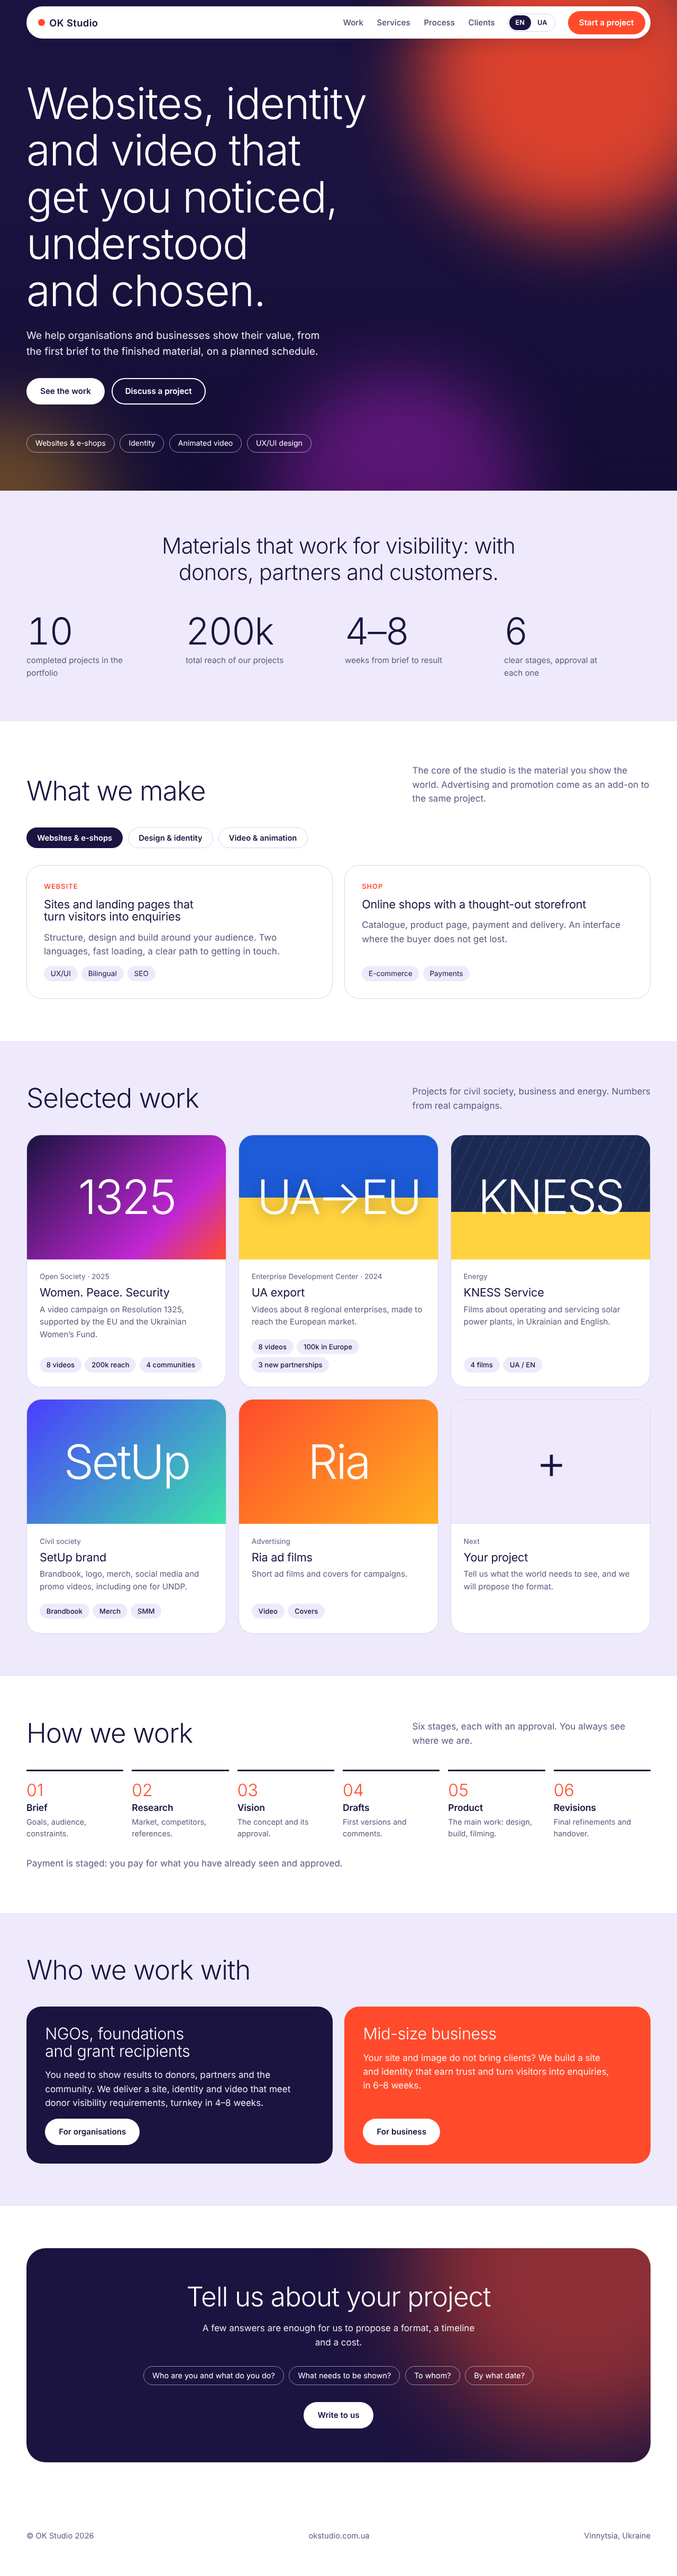 OK Studio
Work Services Process Clients EN UA Start a project
Websites, identity
and video that
get you noticed,
understood
and chosen.
We help organisations and businesses show their value, from
the first brief to the finished material, on a planned schedule.
See the work Discuss a project
Websites & e-shops Identity Animated video UX/UI design
Materials that work for visibility: with
donors, partners and customers.
10
completed projects in the
portfolio
200k
total reach of our projects
4–8
weeks from brief to result
6
clear stages, approval at
each one
What we make
The core of the studio is the material you show the
world. Advertising and promotion come as an add-on to
the same project.
Websites & e-shops Design & identity Video & animation
WEBSITE
Sites and landing pages that
turn visitors into enquiries
Structure, design and build around your audience. Two
languages, fast loading, a clear path to getting in touch.
UX/UI Bilingual SEO
SHOP
Online shops with a thought-out storefront
Catalogue, product page, payment and delivery. An interface
where the buyer does not get lost.
E-commerce Payments
Selected work
Projects for civil society, business and energy. Numbers
from real campaigns.
1325
Open Society · 2025
Women. Peace. Security
A video campaign on Resolution 1325,
supported by the EU and the Ukrainian
Women's Fund.
8 videos 200k reach 4 communities
UA→EU
Enterprise Development Center · 2024
UA export
Videos about 8 regional enterprises, made to
reach the European market.
8 videos 100k in Europe
3 new partnerships
KNESS
Energy
KNESS Service
Films about operating and servicing solar
power plants, in Ukrainian and English.
4 films UA / EN
SetUp
Civil society
SetUp brand
Brandbook, logo, merch, social media and
promo videos, including one for UNDP.
Brandbook Merch SMM
Ria
Advertising
Ria ad films
Short ad films and covers for campaigns.
Video Covers
+
Next
Your project
Tell us what the world needs to see, and we
will propose the format.
How we work
Six stages, each with an approval. You always see
where we are.
01
Brief
Goals, audience,
constraints.
02
Research
Market, competitors,
references.
03
Vision
The concept and its
approval.
04
Drafts
First versions and
comments.
05
Product
The main work: design,
build, filming.
06
Revisions
Final refinements and
handover.
Payment is staged: you pay for what you have already seen and approved.
Who we work with
NGOs, foundations
and grant recipients
You need to show results to donors, partners and the
community. We deliver a site, identity and video that meet
donor visibility requirements, turnkey in 4–8 weeks.
For organisations
Mid-size business
Your site and image do not bring clients? We build a site
and identity that earn trust and turn visitors into enquiries,
in 6–8 weeks.
For business
Tell us about your project
A few answers are enough for us to propose a format, a timeline
and a cost.
Who are you and what do you do? What needs to be shown? To whom? By what date?
Write to us
© OK Studio 2026 okstudio.com.ua Vinnytsia, Ukraine